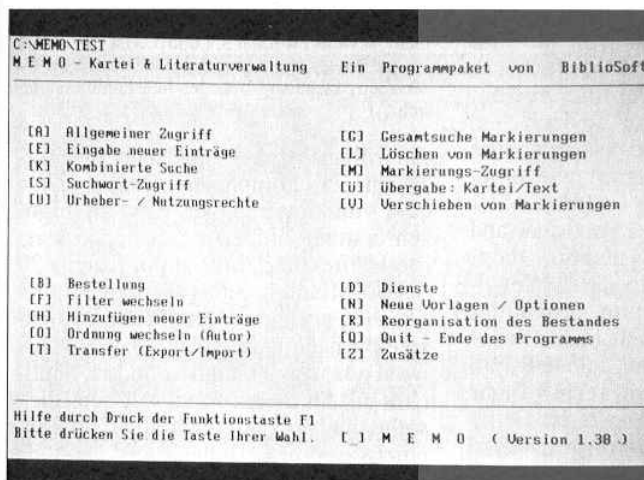 C:\MEMO\TEST
M E M O - Kartei & Literaturverwaltung Ein Programmpaket von BiblioSoft
[A] Allgemeiner Zugriff
[E] Eingabe neuer Einträge
[K] Kombinierte Suche
[S] Suchwort-Zugriff
[U] Urheber- / Nutzungsrechte
[G] Gesamtsuche Markierungen
[L] Löschen von Markierungen
[M] Markierungs-Zugriff
[Ü] Übergabe: Kartei/Text
[V] Verschieben von Markierungen
[B] Bestellung
[F] Filter wechseln
[H] Hinzufügen neuer Einträge
[O] Ordnung wechseln (Autor)
[T] Transfer (Export/Import)
[D] Dienste
[N] Neue Vorlagen / Optionen
[R] Reorganisation des Bestandes
[Q] Quit - Ende des Programms
[Z] Zusätze
Hilfe durch Druck der Funktionstaste F1
Bitte drücken Sie die Taste Ihrer Wahl. [ ] M E M O ( Version 1.38 )